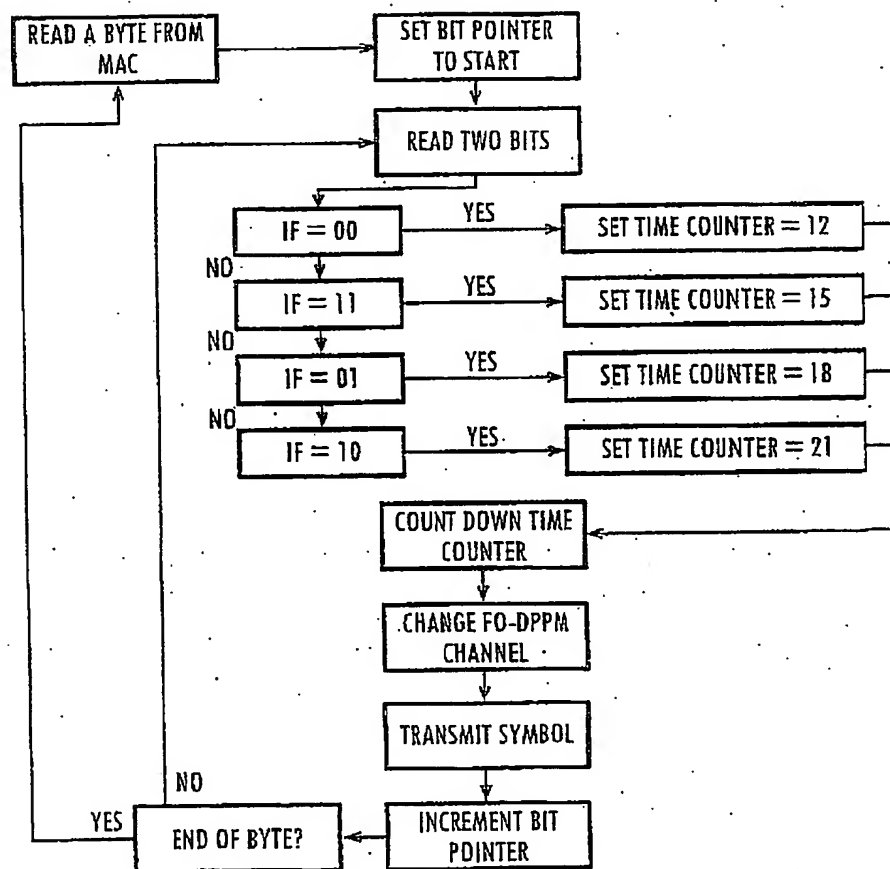 READ A BYTE FROM
MAC
SET BIT POINTER
TO START
READ TWO BITS
IF = 00
YES
SET TIME COUNTER = 12
NO
IF = 11
YES
SET TIME COUNTER = 15
NO
IF = 01
YES
SET TIME COUNTER = 18
NO
IF = 10
YES
SET TIME COUNTER = 21
COUNT DOWN TIME
COUNTER
CHANGE FO-DPPM
CHANNEL
TRANSMIT SYMBOL
INCREMENT BIT
POINTER
END OF BYTE?
NO
YES